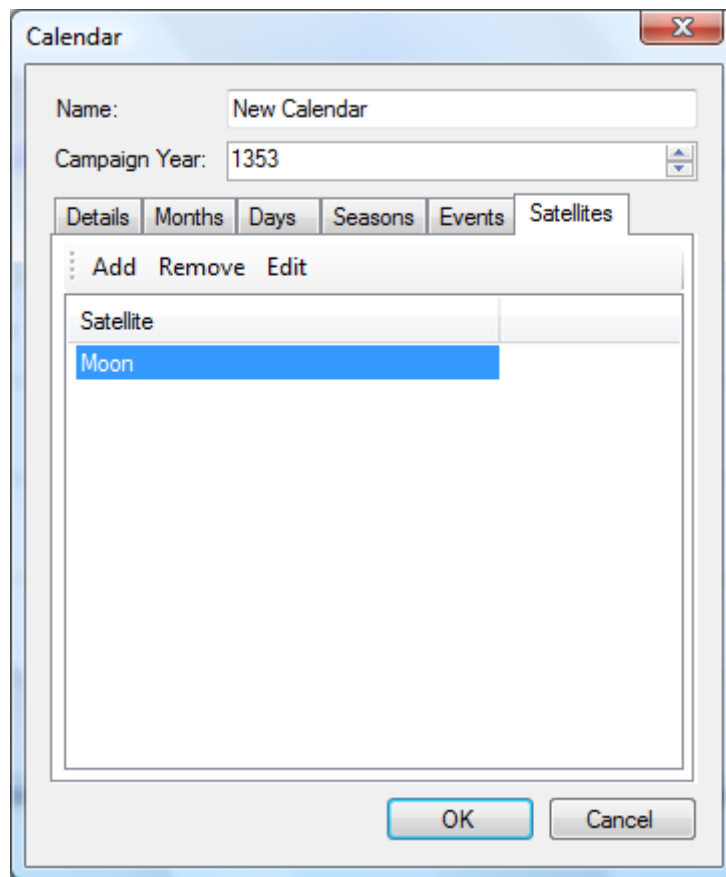 Calendar
Name: New Calendar
Campaign Year: 1353
Details Months Days Seasons Events Satellites
Add Remove Edit
Satellite
Moon
OK Cancel